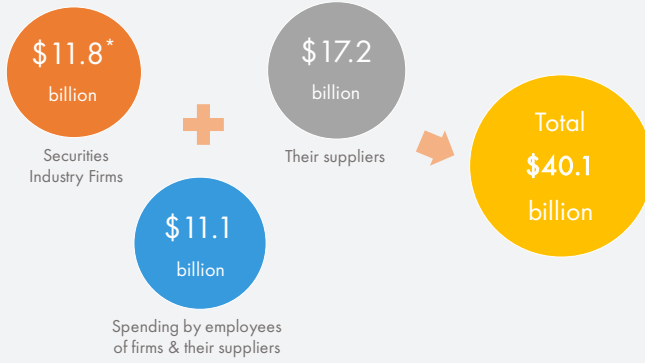 $11.8*
billion
Securities
Industry Firms
$17.2
billion
Their suppliers
$11.1
billion
Spending by employees
of firms & their suppliers
Total
$40.1
billion